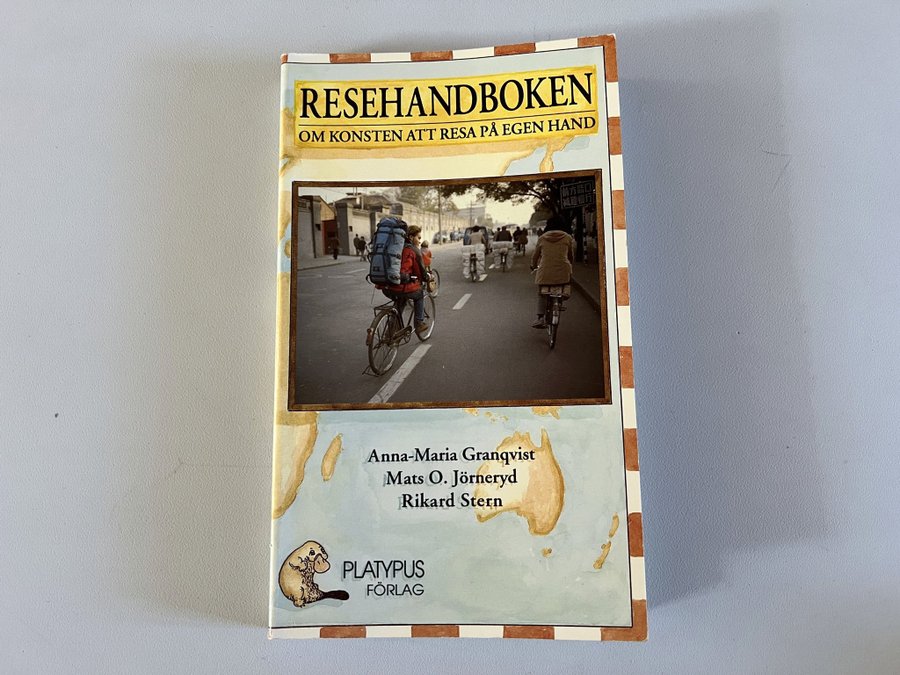 RESEHANDBOKEN
OM KONSTEN ATT RESA PÅ EGEN HAND
Anna-Maria Granqvist
Mats O. Jörneryd
Rikard Stern
PLATYPUS
FÖRLAG